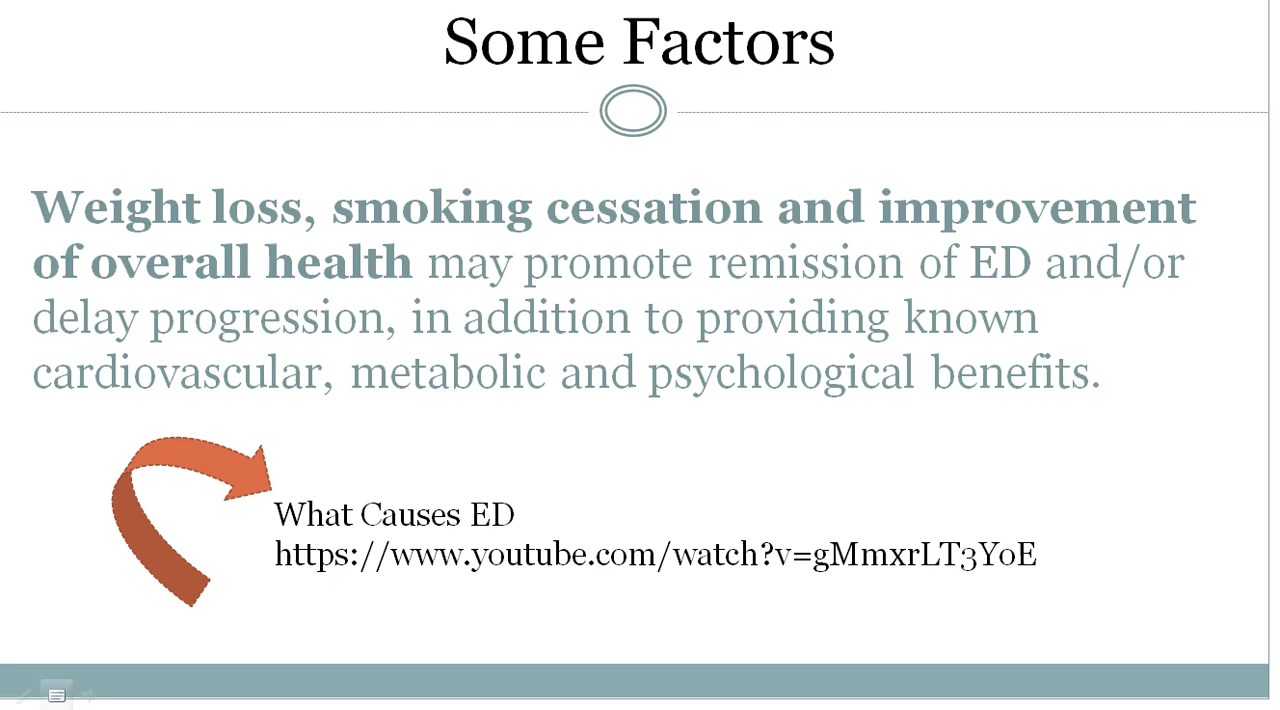 Some Factors
Weight loss, smoking cessation and improvement
of overall health may promote remission of ED and/or
delay progression, in addition to providing known
cardiovascular, metabolic and psychological benefits.
What Causes ED
https://www.youtube.com/watch?v=gMmxrLT3YoE